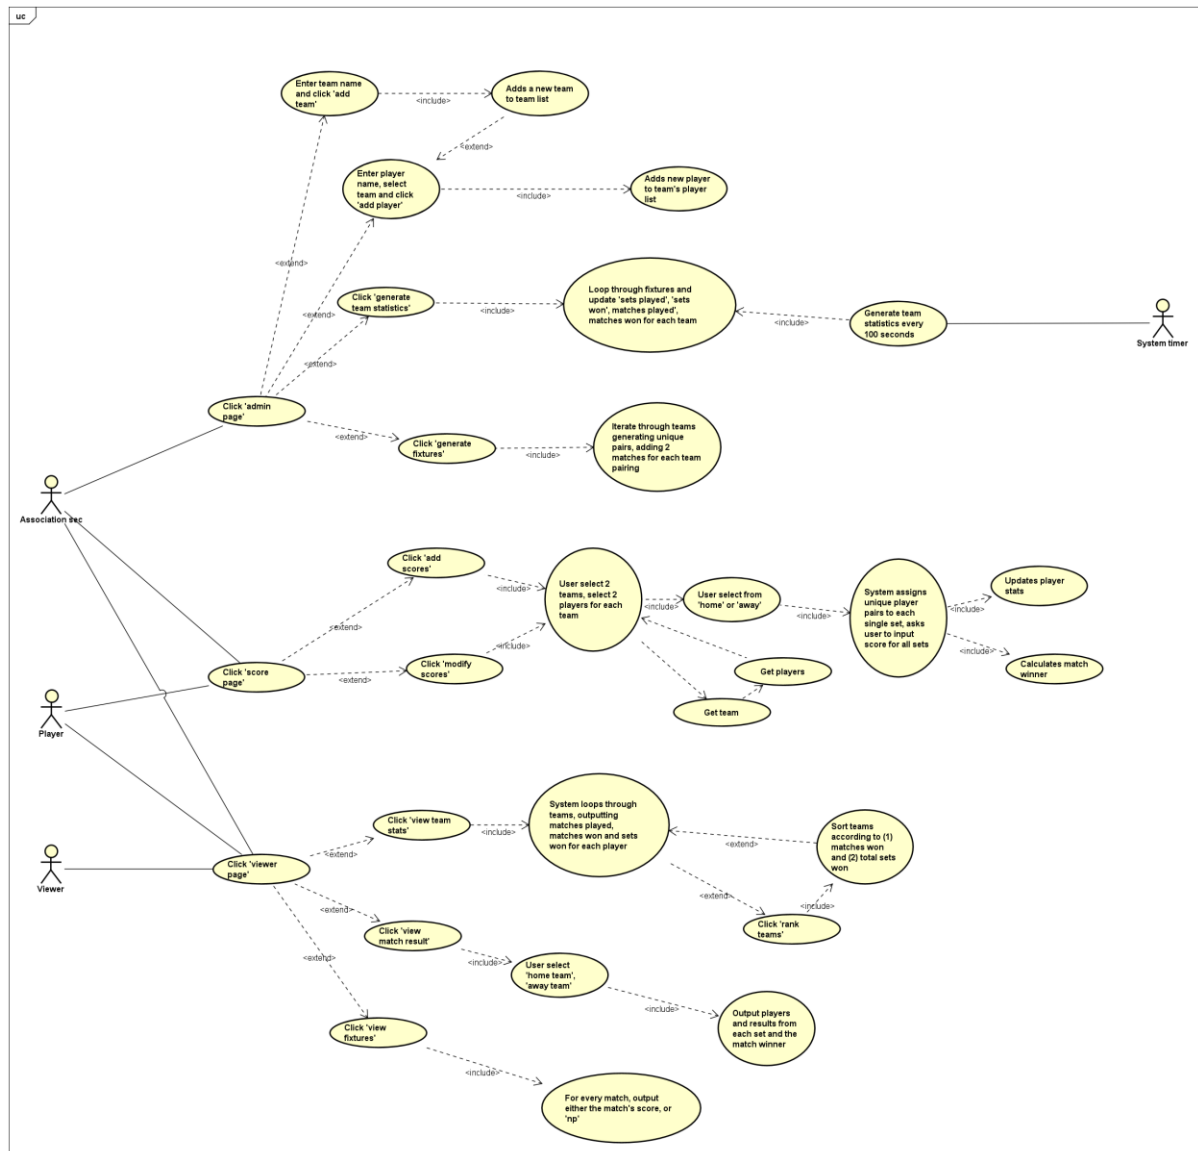 uc
Enter team name
and click 'add
team'
<include>
Adds a new team
to team list
<extend>
Enter player
name, select
team and click
'add player'
<include>
Adds new player
to team's player
list
<extend>
Click 'generate
team statistics'
<include>
Loop through fixtures and
update 'sets played', 'sets
won', matches played',
matches won for each team
<include>
Generate team
statistics every
100 seconds
System timer
<extend>
<extend>
Click 'admin
page'
<extend>
Click 'generate
fixtures'
<include>
Iterate through teams
generating unique
pairs, adding 2
matches for each team
pairing
Association sec
Click 'add
scores'
<include>
User select 2
teams, select 2
players for each
team
<include>
User select from
'home' or 'away'
<include>
System assigns
unique player
pairs to each
single set, asks
user to input
score for all sets
<include>
Updates player
stats
<include>
Calculates match
winner
<extend>
Click 'score
page'
<extend>
Click 'modify
scores'
<include>
Get players
Get team
Player
Click 'view team
stats'
<include>
System loops through
teams, outputting
matches played,
matches won and sets
won for each player
<extend>
Sort teams
according to (1)
matches won
and (2) total sets
won
<extend>
<include>
Click 'rank
teams'
Viewer
Click 'viewer
page'
<extend>
<extend>
Click 'view
match result'
<include>
User select
'home team',
'away team'
<include>
Output players
and results from
each set and the
match winner
<extend>
Click 'view
fixtures'
<include>
For every match, output
either the match's score, or
'np'